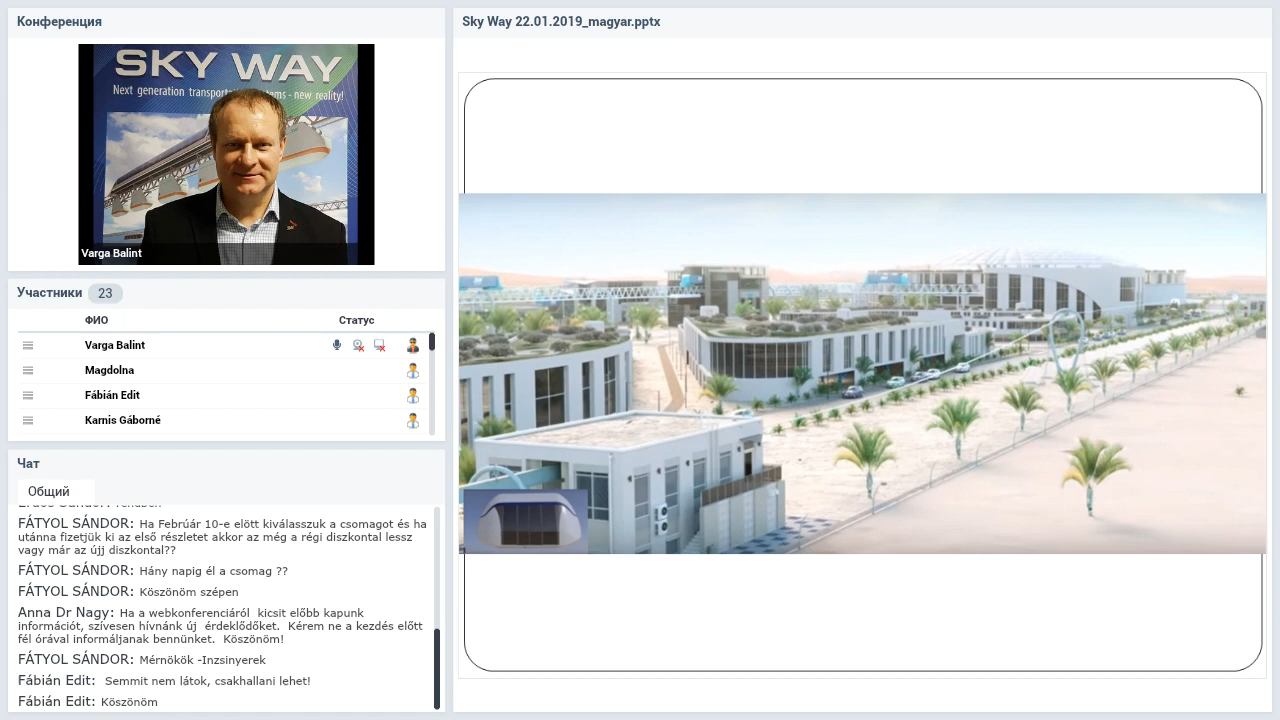 Конференция
SKY WAY
Next generation transpor
ems - new reality!
Varga Balint
Участники 23
ФИО Статус
Varga Balint
Magdolna
Fábián Edit
Karnis Gáborné
Чат
Общий
FÁTYOL SÁNDOR: Ha Február 10-e elött kiválasszuk a csomagot és ha
utánna fizetjük ki az első részletet akkor az még a régi diszkontal lessz
vagy már az újj diszkontal??
FÁTYOL SÁNDOR: Hány napig él a csomag ??
FÁTYOL SÁNDOR: Köszönöm szépen
Anna Dr Nagy: Ha a webkonferenciáról kicsit előbb kapunk
információt, szívesen hívnánk új érdeklődőket. Kérem ne a kezdés előtt
fél órával informáljanak bennünket. Köszönöm!
FÁTYOL SÁNDOR: Mérnökök -Inzsinyerek
Fábián Edit: Semmit nem látok, csakhallani lehet!
Fábián Edit: Köszönöm
Sky Way 22.01.2019_magyar.pptx